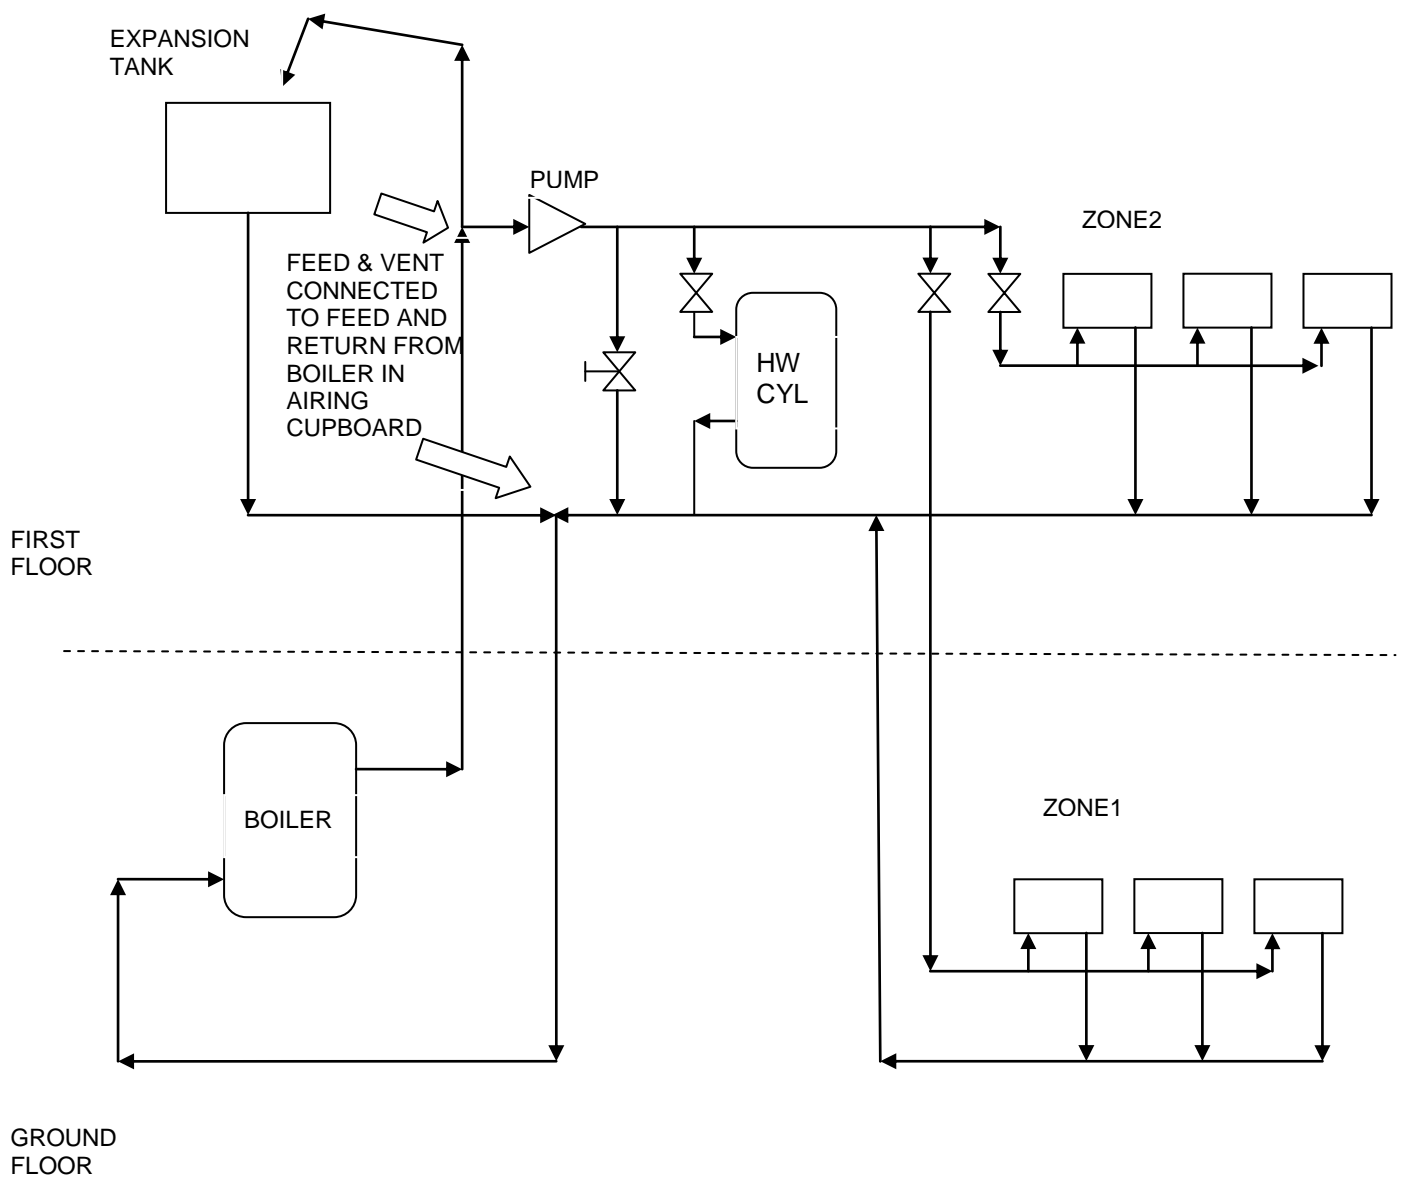 EXPANSION
TANK
PUMP
ZONE2
FEED & VENT
CONNECTED
TO FEED AND
RETURN FROM
BOILER IN
AIRING
CUPBOARD
HW
CYL
FIRST
FLOOR
BOILER
ZONE1
GROUND
FLOOR